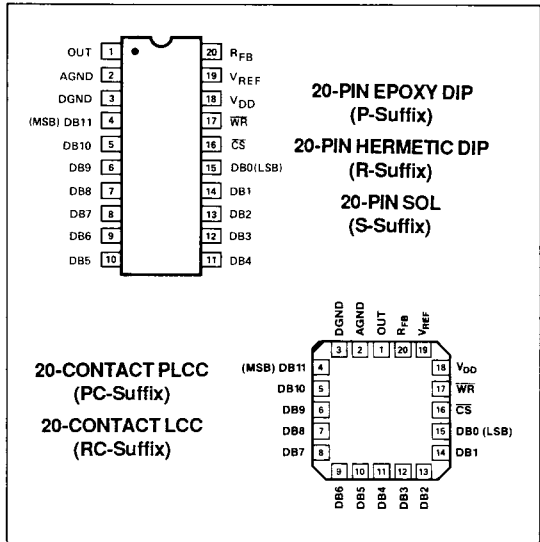 OUT 1 20 RFB
AGND 2 19 VREF
DGND 3 18 VDD
(MSB) DB11 4 17 W̅R̅
DB10 5 16 C̅S̅
DB9 6 15 DB0(LSB)
DB8 7 14 DB1
DB7 8 13 DB2
DB6 9 12 DB3
DB5 10 11 DB4
20-PIN EPOXY DIP
(P-Suffix)
20-PIN HERMETIC DIP
(R-Suffix)
20-PIN SOL
(S-Suffix)
20-CONTACT PLCC
(PC-Suffix)
20-CONTACT LCC
(RC-Suffix)
DGND AGND OUT RFB VREF
3 2 1 20 19
(MSB) DB11 4 18 VDD
DB10 5 17 W̅R̅
DB9 6 16 C̅S̅
DB8 7 15 DB0 (LSB)
DB7 8 14 DB1
9 10 11 12 13
DB6 DB5 DB4 DB3 DB2